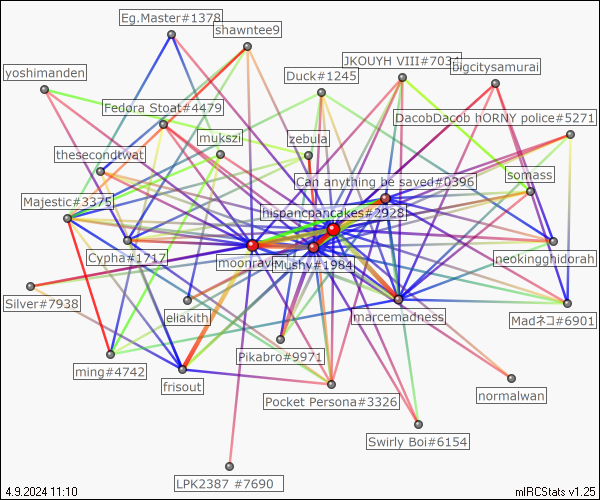 Eg.Master#1378
shawntee9
JKOUYH VIII#7034
bigcitysamurai
yoshimanden
Duck#1245
Fedora Stoat#4479
DacobDacob hORNY police#5271
mukszi
zebula
thesecondtwat
Can anything be saved#0396
somass
Majestic#3375
hispancpancakes#2928
Cypha#1717
moonrave
Mushy#1984
neokingghidorah
Silver#7938
eliakith
marcemadness
Madネコ#6901
Pikabro#9971
ming#4742
frisout
Pocket Persona#3326
normalwan
Swirly Boi#6154
LPK2387 #7690
4.9.2024 11:10
mIRCStats v1.25